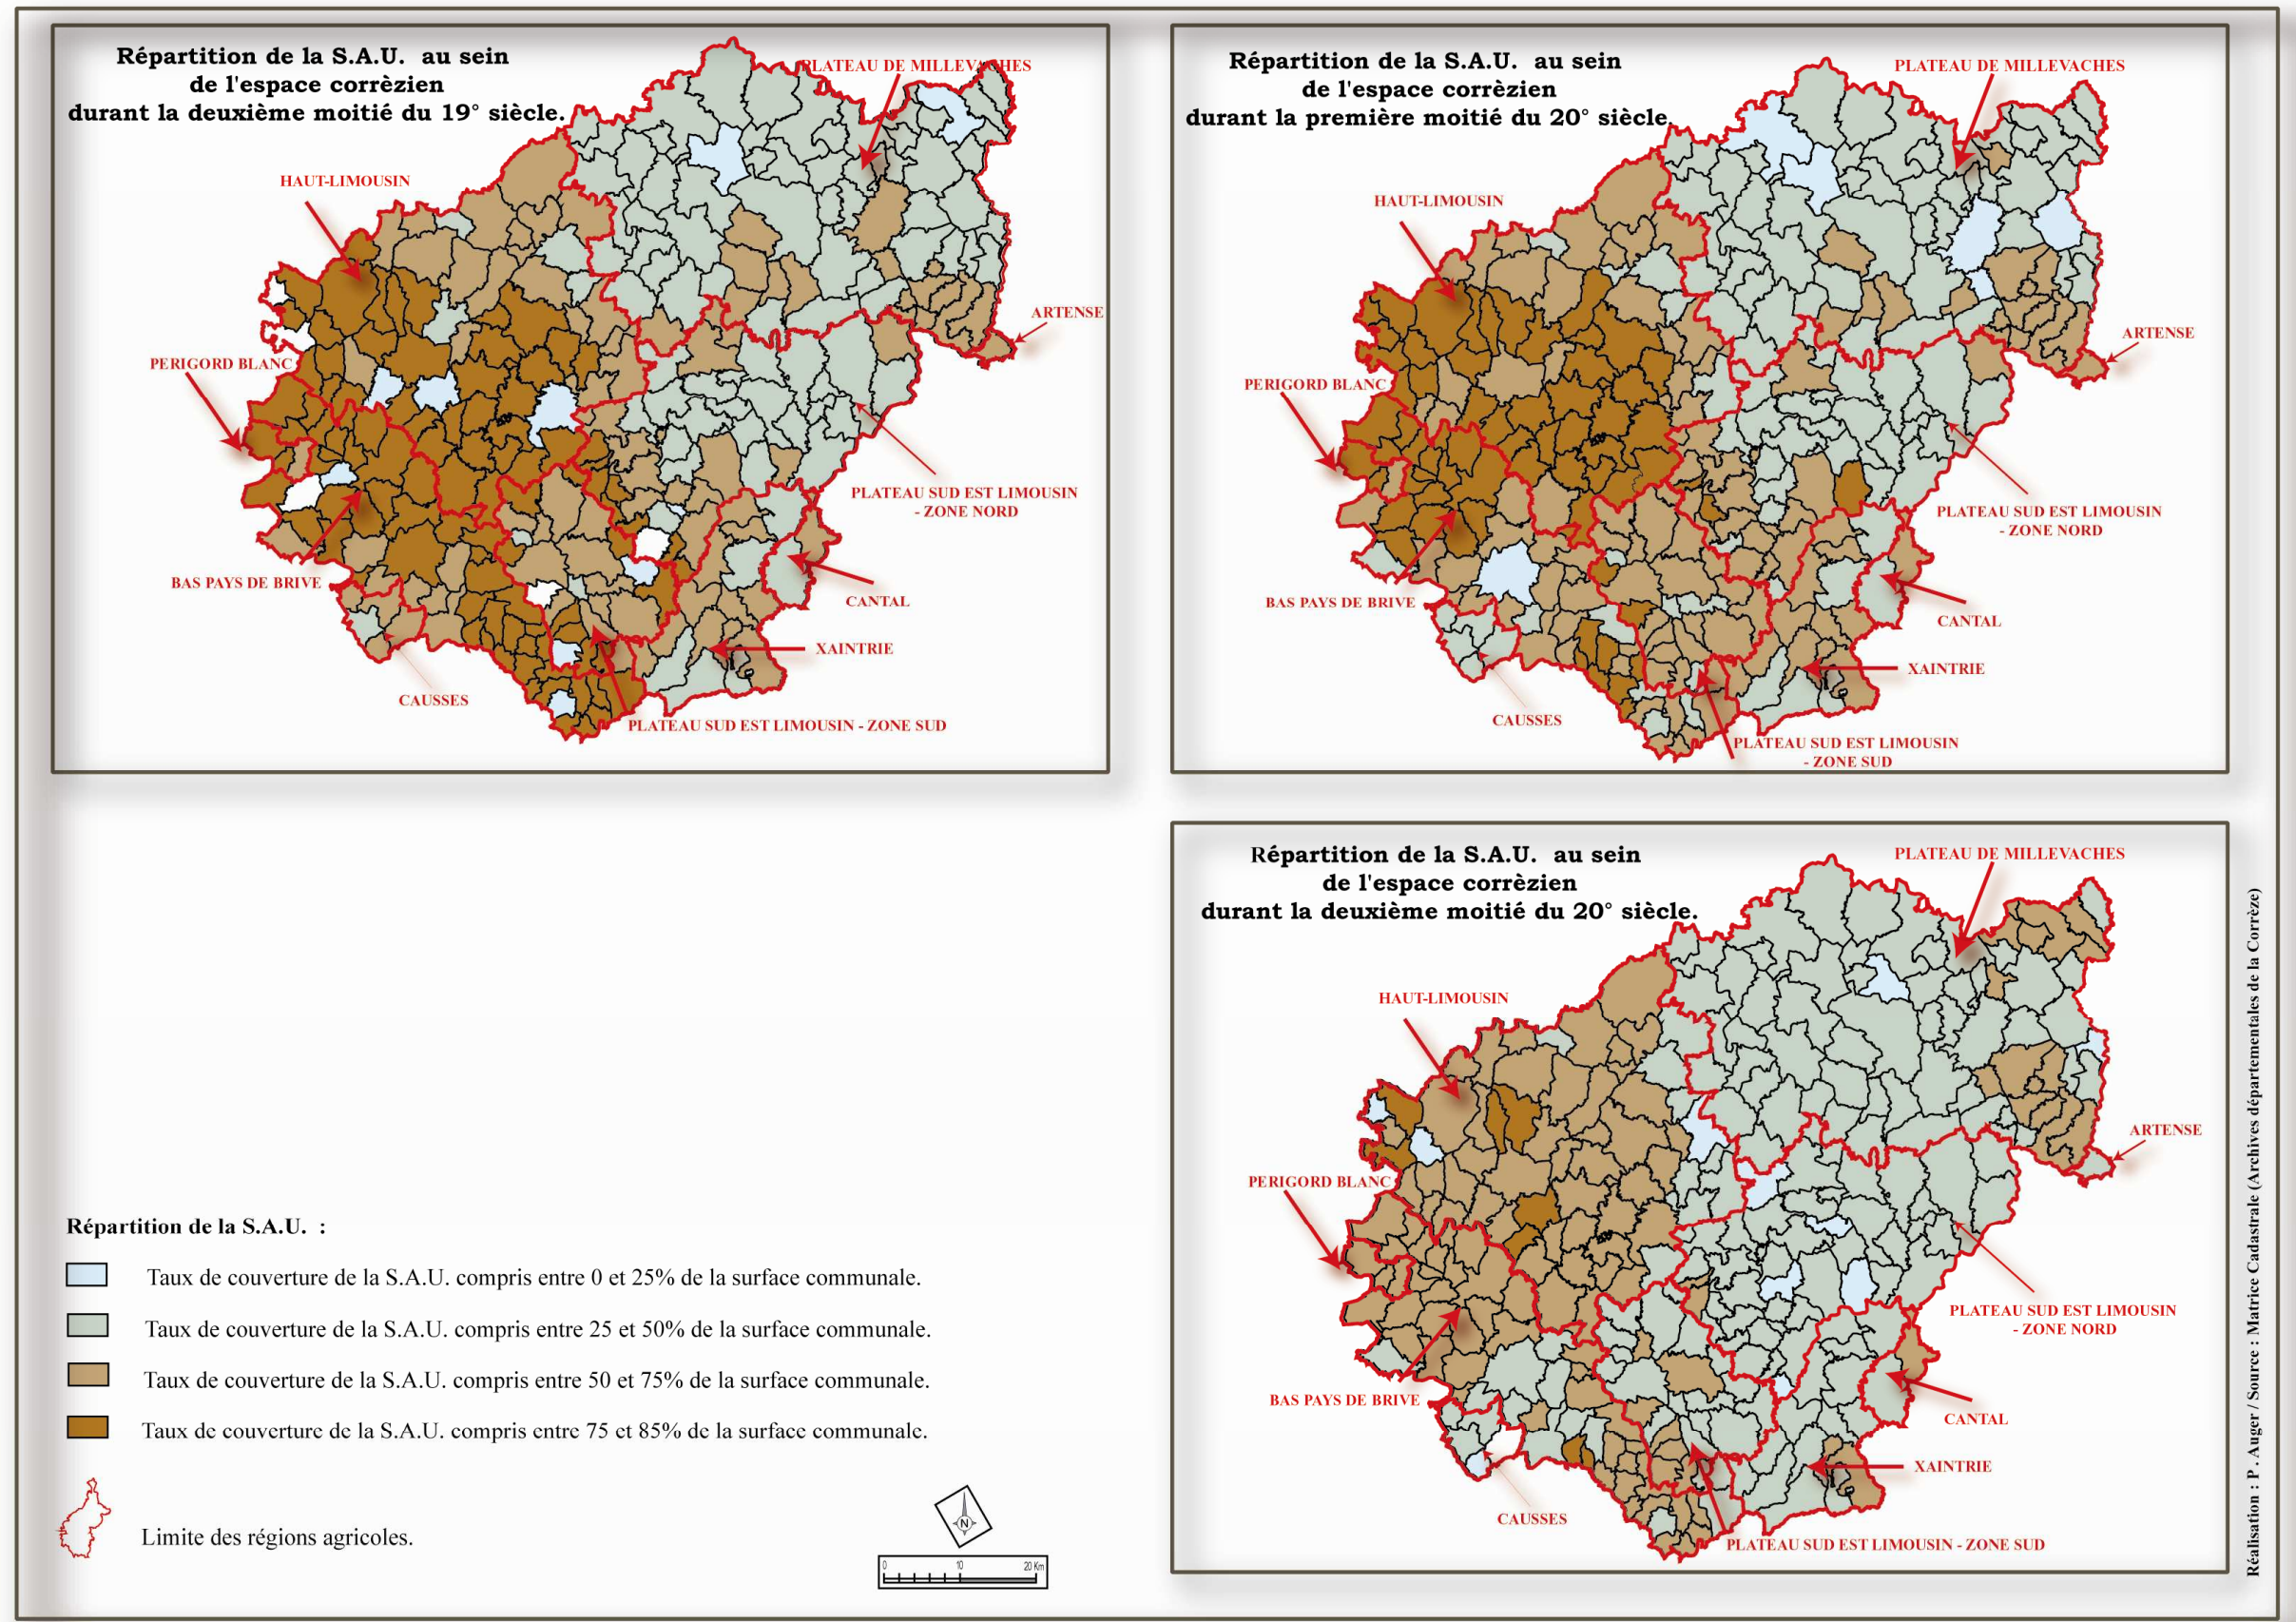 Répartition de la S.A.U. au sein
de l'espace corrèzien
durant la deuxième moitié du 19° siècle.
PLATEAU DE MILLEVACHES
HAUT-LIMOUSIN
ARTENSE
PERIGORD BLANC
PLATEAU SUD EST LIMOUSIN
- ZONE NORD
BAS PAYS DE BRIVE
CANTAL
XAINTRIE
CAUSSES
PLATEAU SUD EST LIMOUSIN - ZONE SUD
Répartition de la S.A.U. au sein
de l'espace corrèzien
durant la première moitié du 20° siècle.
PLATEAU DE MILLEVACHES
HAUT-LIMOUSIN
ARTENSE
PERIGORD BLANC
PLATEAU SUD EST LIMOUSIN
- ZONE NORD
BAS PAYS DE BRIVE
CANTAL
XAINTRIE
CAUSSES
PLATEAU SUD EST LIMOUSIN
- ZONE SUD
Répartition de la S.A.U. au sein
de l'espace corrèzien
durant la deuxième moitié du 20° siècle.
PLATEAU DE MILLEVACHES
HAUT-LIMOUSIN
ARTENSE
PERIGORD BLANC
PLATEAU SUD EST LIMOUSIN
- ZONE NORD
BAS PAYS DE BRIVE
CANTAL
XAINTRIE
CAUSSES
PLATEAU SUD EST LIMOUSIN - ZONE SUD
Répartition de la S.A.U. :
Taux de couverture de la S.A.U. compris entre 0 et 25% de la surface communale.
Taux de couverture de la S.A.U. compris entre 25 et 50% de la surface communale.
Taux de couverture de la S.A.U. compris entre 50 et 75% de la surface communale.
Taux de couverture de la S.A.U. compris entre 75 et 85% de la surface communale.
Limite des régions agricoles.
N
0 10 20 Km
Réalisation : P . Auger / Source : Matrice Cadastrale (Archives départementales de la Corrèze)